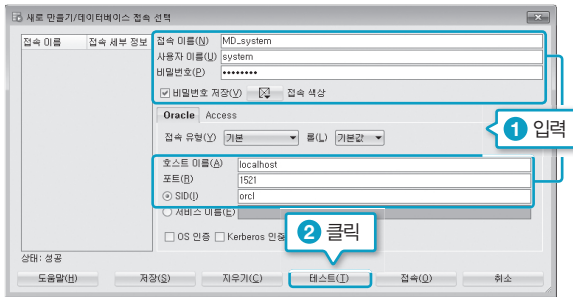 새로 만들기/데이터베이스 접속 선택
접속 이름 접속 세부 정보
접속 이름(N) MD_system
사용자 이름(U) system
비밀번호(P) ••••••••
비밀번호 저장(V) 접속 색상
Oracle Access
접속 유형(Y) 기본 롤(L) 기본값
1 입력
호스트 이름(A) localhost
포트(R) 1521
SID(I) orcl
서비스 이름(E)
OS 인증 Kerberos 인증
2 클릭
상태: 성공
도움말(H) 저장(S) 지우기(C) 테스트(T) 접속(O) 취소